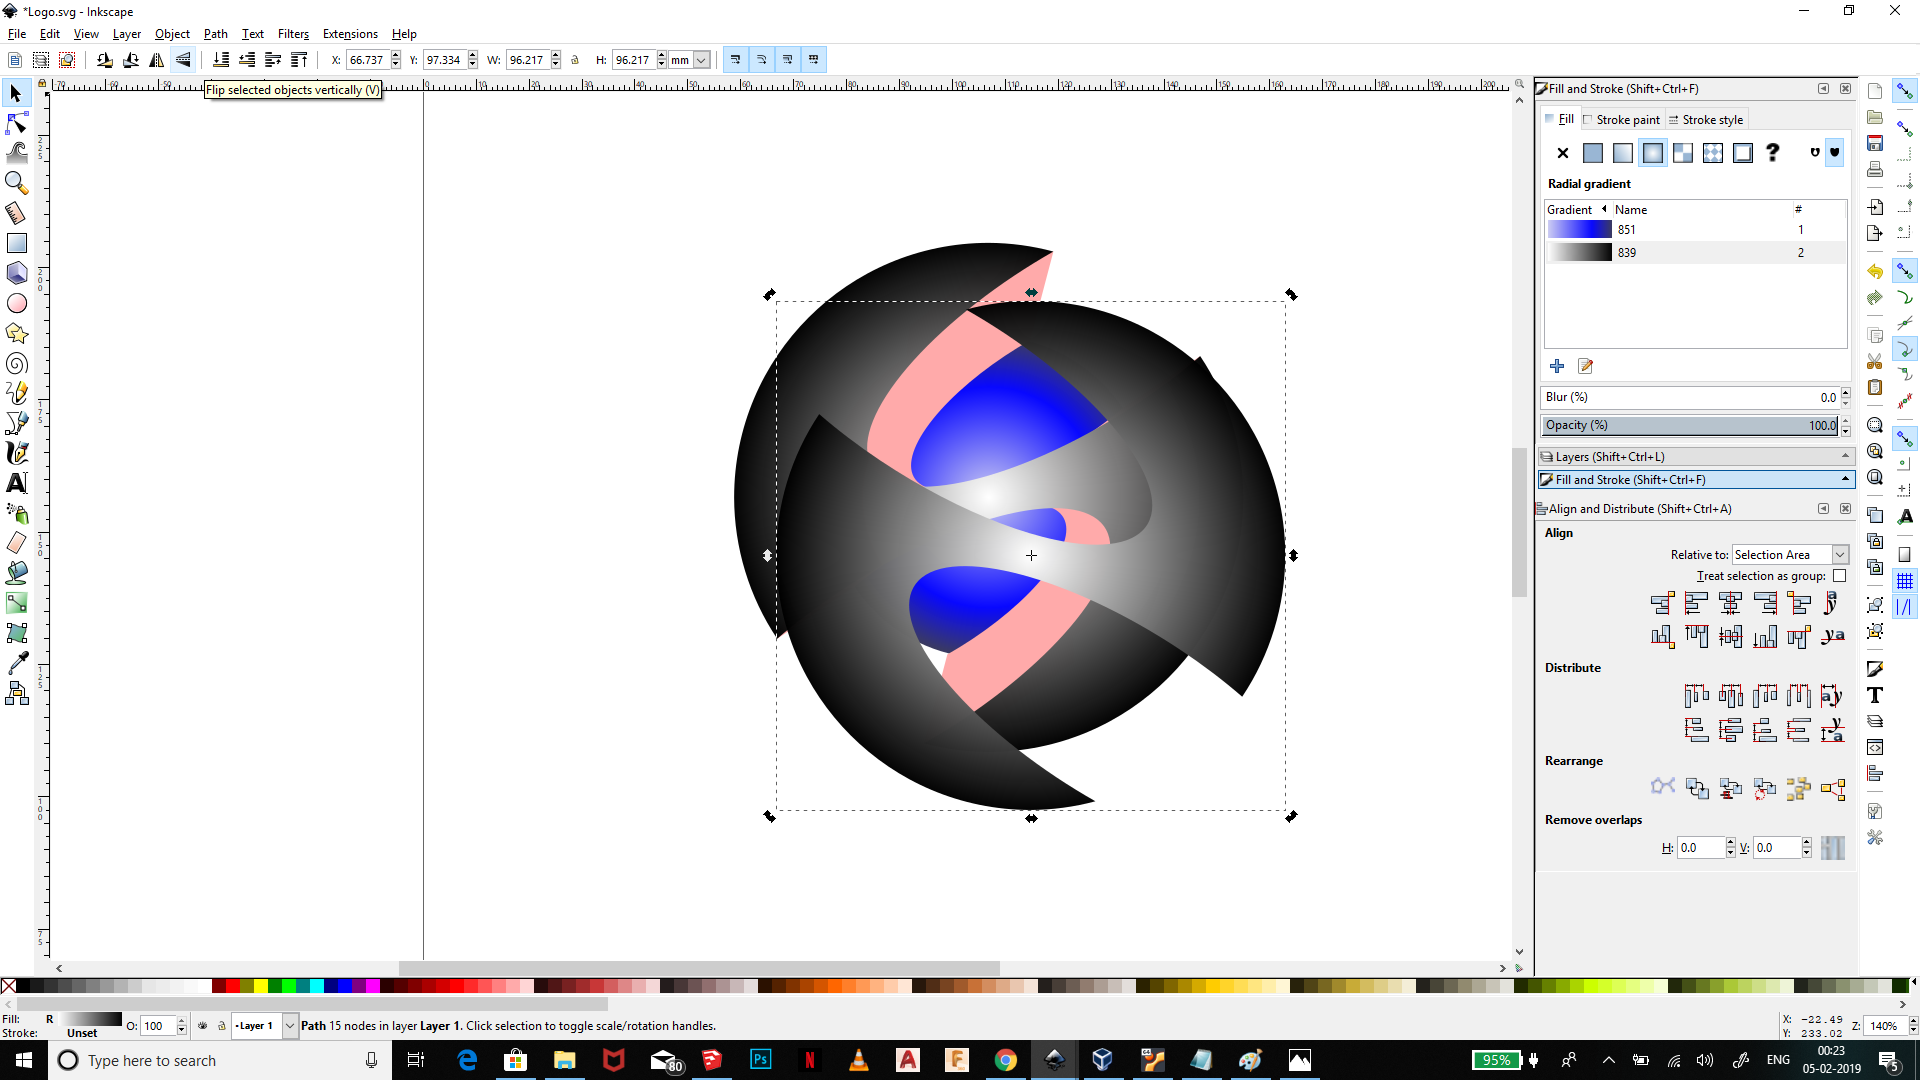 *Logo.svg - Inkscape
File Edit View Layer Object Path Text Filters Extensions Help
X: 66.737 Y: 97.334 W: 96.217 H: 96.217 mm
Flip selected objects vertically (V)
Fill and Stroke (Shift+Ctrl+F)
Fill Stroke paint Stroke style
?
Radial gradient
Gradient Name #
851 1
839 2
Blur (%) 0.0
Opacity (%) 100.0
Layers (Shift+Ctrl+L)
Fill and Stroke (Shift+Ctrl+F)
Align and Distribute (Shift+Ctrl+A)
Align
Relative to: Selection Area
Treat selection as group:
Distribute
Rearrange
Remove overlaps
H: 0.0 V: 0.0
Fill: R O: 100 Layer 1 Path 15 nodes in layer Layer 1. Click selection to toggle scale/rotation handles.
Stroke: Unset
X: -22.49
Y: 233.02
Z: 140%
Type here to search
80
Ps
95%
ENG
00:23
05-02-2019
5